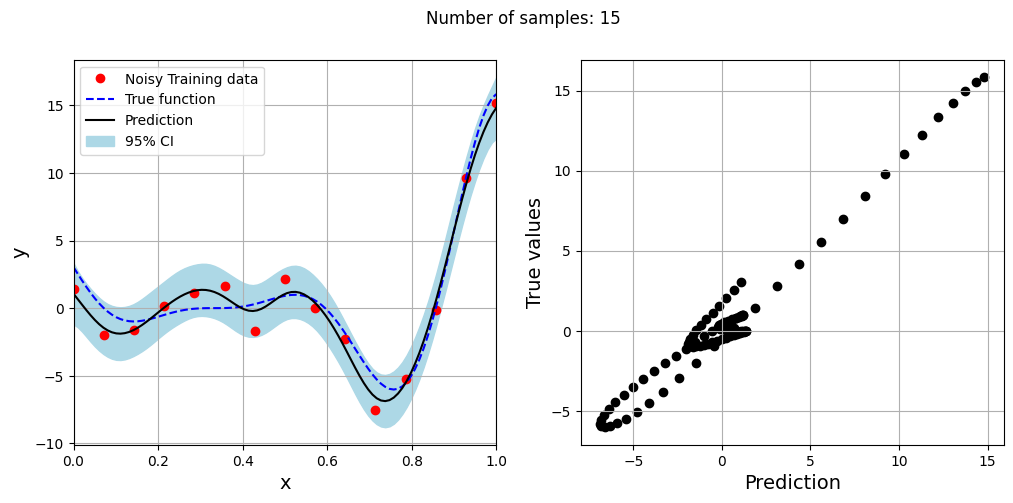 Number of samples: 15
Noisy Training data
True function
Prediction
95% CI
15
10
5
0
−5
−10
y
0.0 0.2 0.4 0.6 0.8 1.0
x
15
10
5
0
−5
True values
−5 0 5 10 15
Prediction